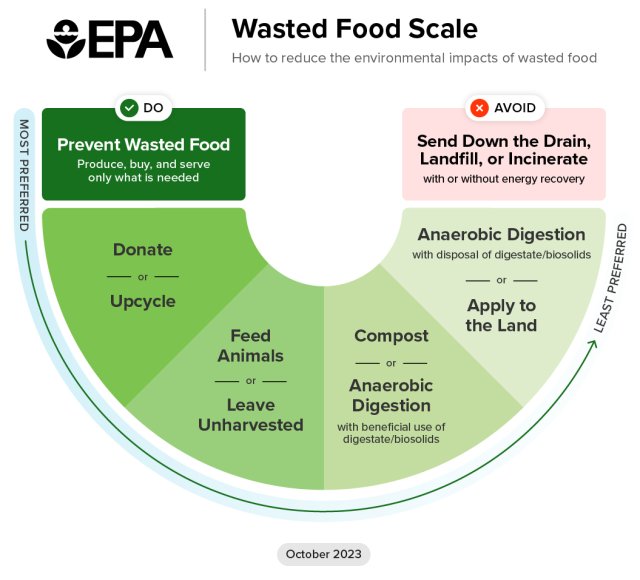 EPA
Wasted Food Scale
How to reduce the environmental impacts of wasted food
DO
Prevent Wasted Food
Produce, buy, and serve
only what is needed
AVOID
Send Down the Drain,
Landfill, or Incinerate
with or without energy recovery
MOST PREFERRED
Donate
or
Upcycle
Feed
Animals
or
Leave
Unharvested
Compost
or
Anaerobic
Digestion
with beneficial use of
digestate/biosolids
Anaerobic Digestion
with disposal of digestate/biosolids
or
Apply to
the Land
LEAST PREFERRED
October 2023